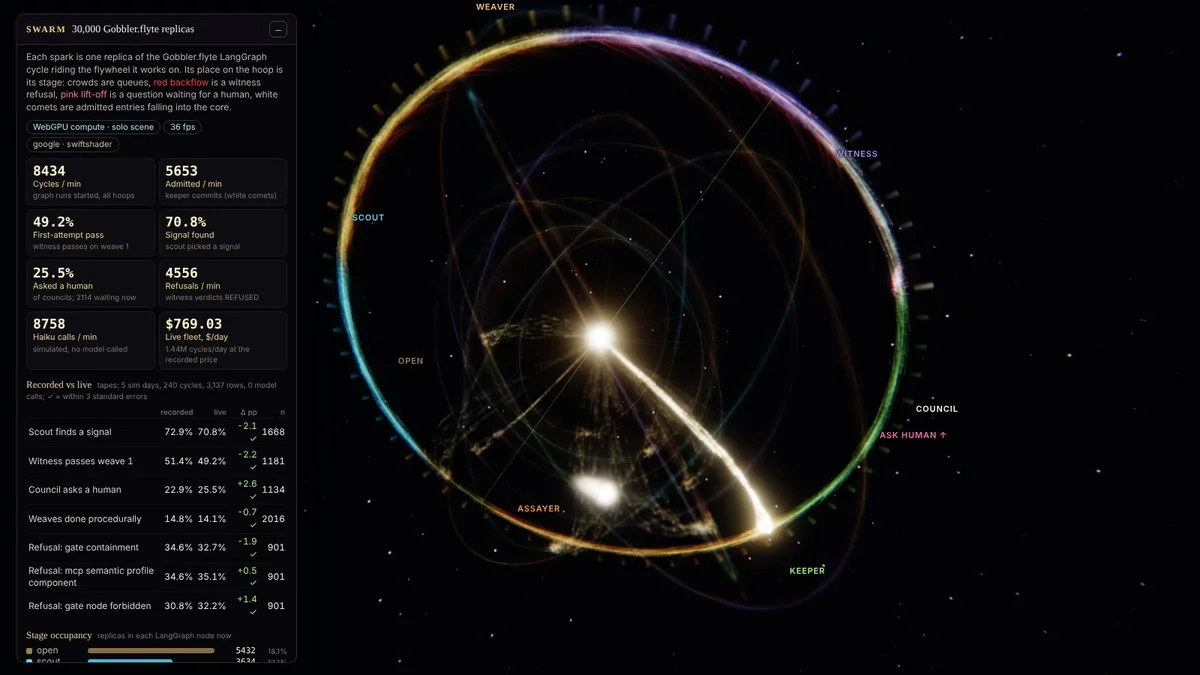 SWARM 30,000 Gobbler.flyte replicas
–
Each spark is one replica of the Gobbler.flyte LangGraph
cycle riding the flywheel it works on. Its place on the hoop is
its stage: crowds are queues, red backflow is a witness
refusal, pink lift-off is a question waiting for a human, white
comets are admitted entries falling into the core.
WebGPU compute · solo scene
36 fps
google · swiftshader
8434
Cycles / min
graph runs started, all hoops
5653
Admitted / min
keeper commits (white comets)
49.2%
First-attempt pass
witness passes on weave 1
70.8%
Signal found
scout picked a signal
25.5%
Asked a human
of councils; 2114 waiting now
4556
Refusals / min
witness verdicts REFUSED
8758
Haiku calls / min
simulated, no model called
$769.03
Live fleet, $/day
1.44M cycles/day at the
recorded price
Recorded vs live tapes: 5 sim days, 240 cycles, 3,137 rows, 0 model
calls; ✓ = within 3 standard errors
recorded live Δ pp n
Scout finds a signal 72.9% 70.8% -2.1 ✓ 1668
Witness passes weave 1 51.4% 49.2% -2.2 ✓ 1181
Council asks a human 22.9% 25.5% +2.6 ✓ 1134
Weaves done procedurally 14.8% 14.1% -0.7 ✓ 2016
Refusal: gate containment 34.6% 32.7% -1.9 ✓ 901
Refusal: mcp semantic profile
component 34.6% 35.1% +0.5 ✓ 901
Refusal: gate node forbidden 30.8% 32.2% +1.4 ✓ 901
Stage occupancy replicas in each LangGraph node now
open 5432 18.1%
scout 3634
WEAVER
WITNESS
SCOUT
OPEN
COUNCIL
ASK HUMAN ↑
ASSAYER
KEEPER